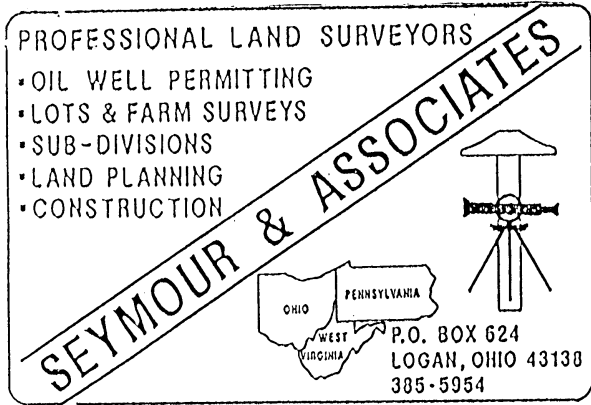 PROFESSIONAL LAND SURVEYORS
▪OIL WELL PERMITTING
▪LOTS & FARM SURVEYS
▪SUB-DIVISIONS
▪LAND PLANNING
▪CONSTRUCTION
SEYMOUR & ASSOCIATES
OHIO
PENNSYLVANIA
WEST
VIRGINIA
P.O. BOX 624
LOGAN, OHIO 43138
385-5954